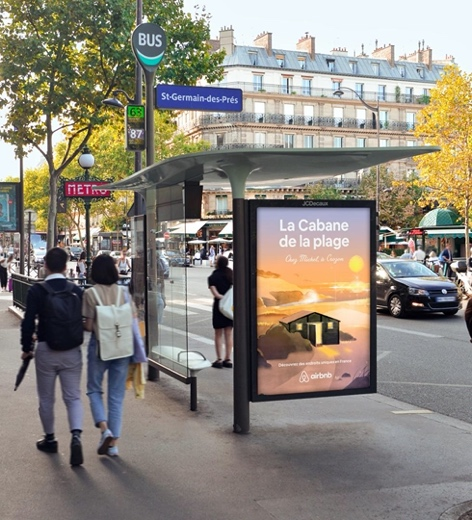 BUS
St-Germain-des-Prés
63
87
METRO
JCDecaux
La Cabane
de la plage
airbnb